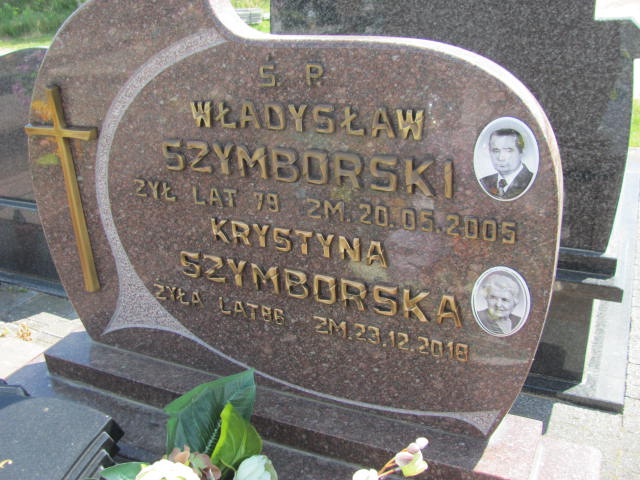 Ś. P.
WŁADYSŁAW
SZYMBORSKI
ŻYŁ LAT 79 ZM. 20.05.2005
KRYSTYNA
SZYMBORSKA
ŻYŁA LAT 86 ZM. 23.12.2018